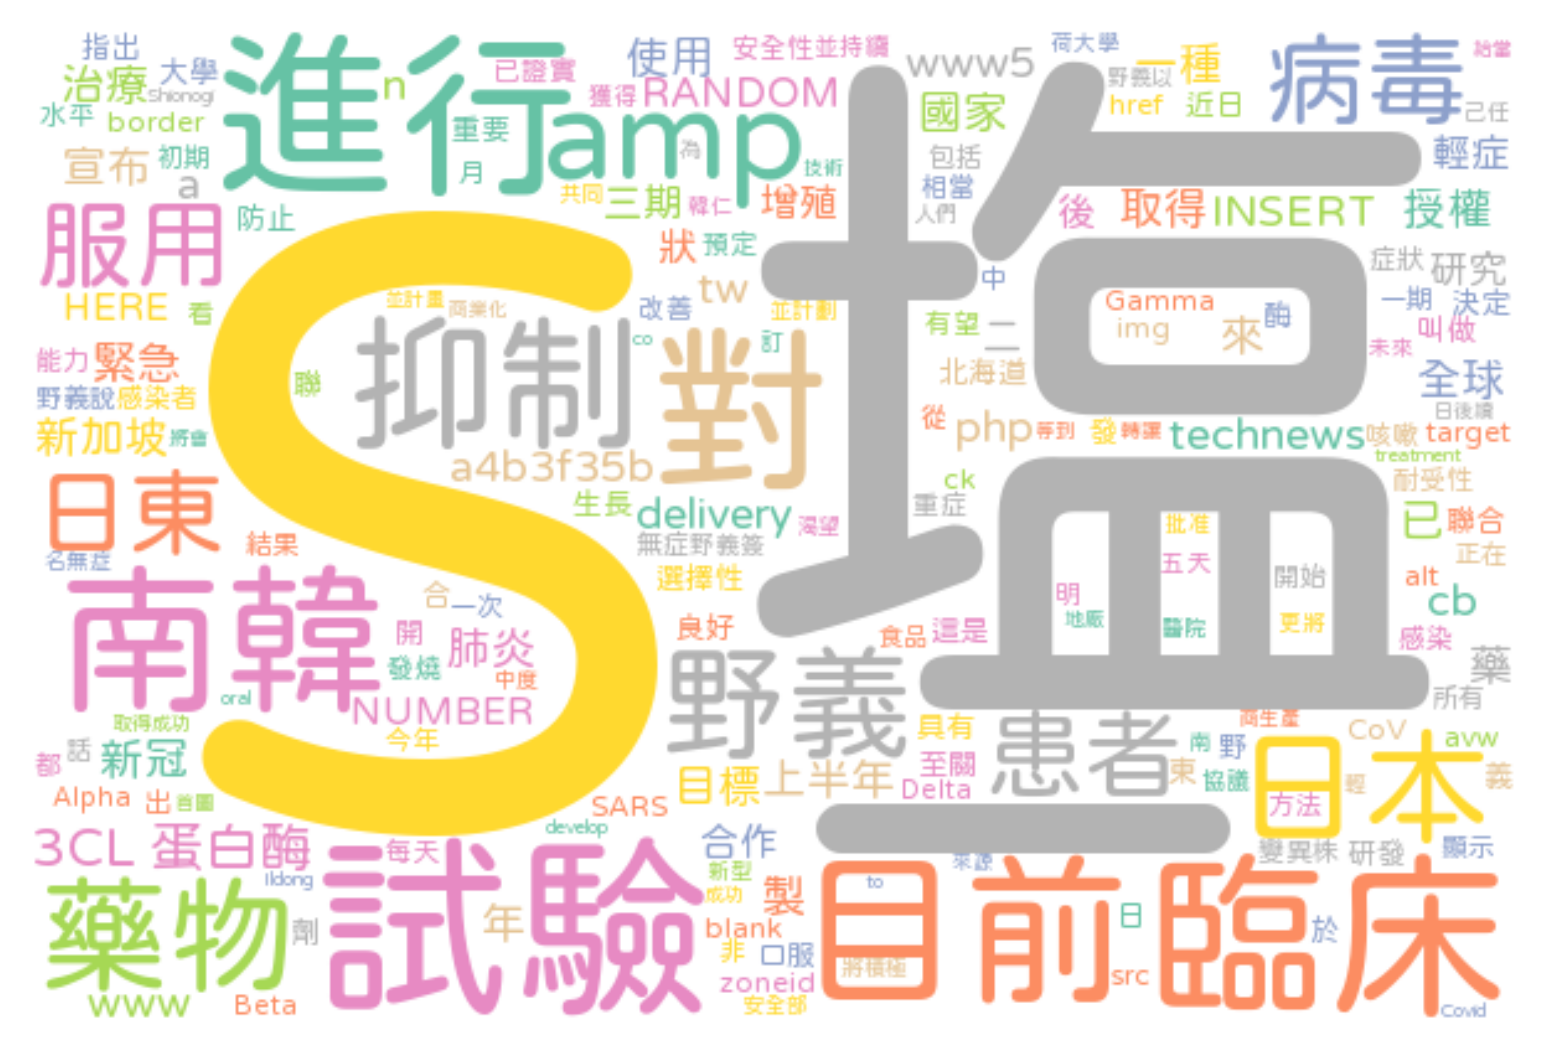 指出
治療
大學
Shionogi
水平
border
宣布
初期
a
進行
n
已證實
重要
月
amp
使用
安全性並持續
獲得
RANDOM
為
技術
共同
三期
韓仁
增殖
www5
荷大學
野義以
一種
href
近日
國家
包括
相當
人們
病毒
給當
己任
輕症
後
取得
INSERT
授權
服用
防止
HERE
看
能力
緊急
野義說
感染者
新加坡
將會
S
塩
並計畫
商業化
聯
抑制
a4b3f35b
狀
預定
tw
改善
並計劃
co
訂
對
中
有望
二
北海道
Gamma
img
來
酶
症狀
研究
一期
決定
叫做
未來
全球
日後續
從
php
等到
發
轉讓
technews
咳嗽
target
treatment
耐受性
ck
重症
日東
名無症
結果
生長
delivery
渴望
無症野義簽
選擇性
批准
五天
開始
明
地廠
醫院
更將
已
聯合
正在
alt
cb
感染
南韓
合
一次
開
肺炎
發燒
中度
oral
NUMBER
今年
取得成功
良好
食品
這是
野義
藥
所有
都
話
新冠
Alpha
出
首圖
SARS
develop
目標
上半年
具有
至關
Delta
患者
南
野
東
協議
商生產
日本
方法
CoV
輕
avw
義
一
3CL
蛋白酶
每天
Ildong
合作
新型
成功
來源
變異株
研發
顯示
藥物
劑
試驗
年
製
blank
非
口服
zoneid
安全部
to
目前
將積極
日
src
臨床
於
www
Beta
Covid